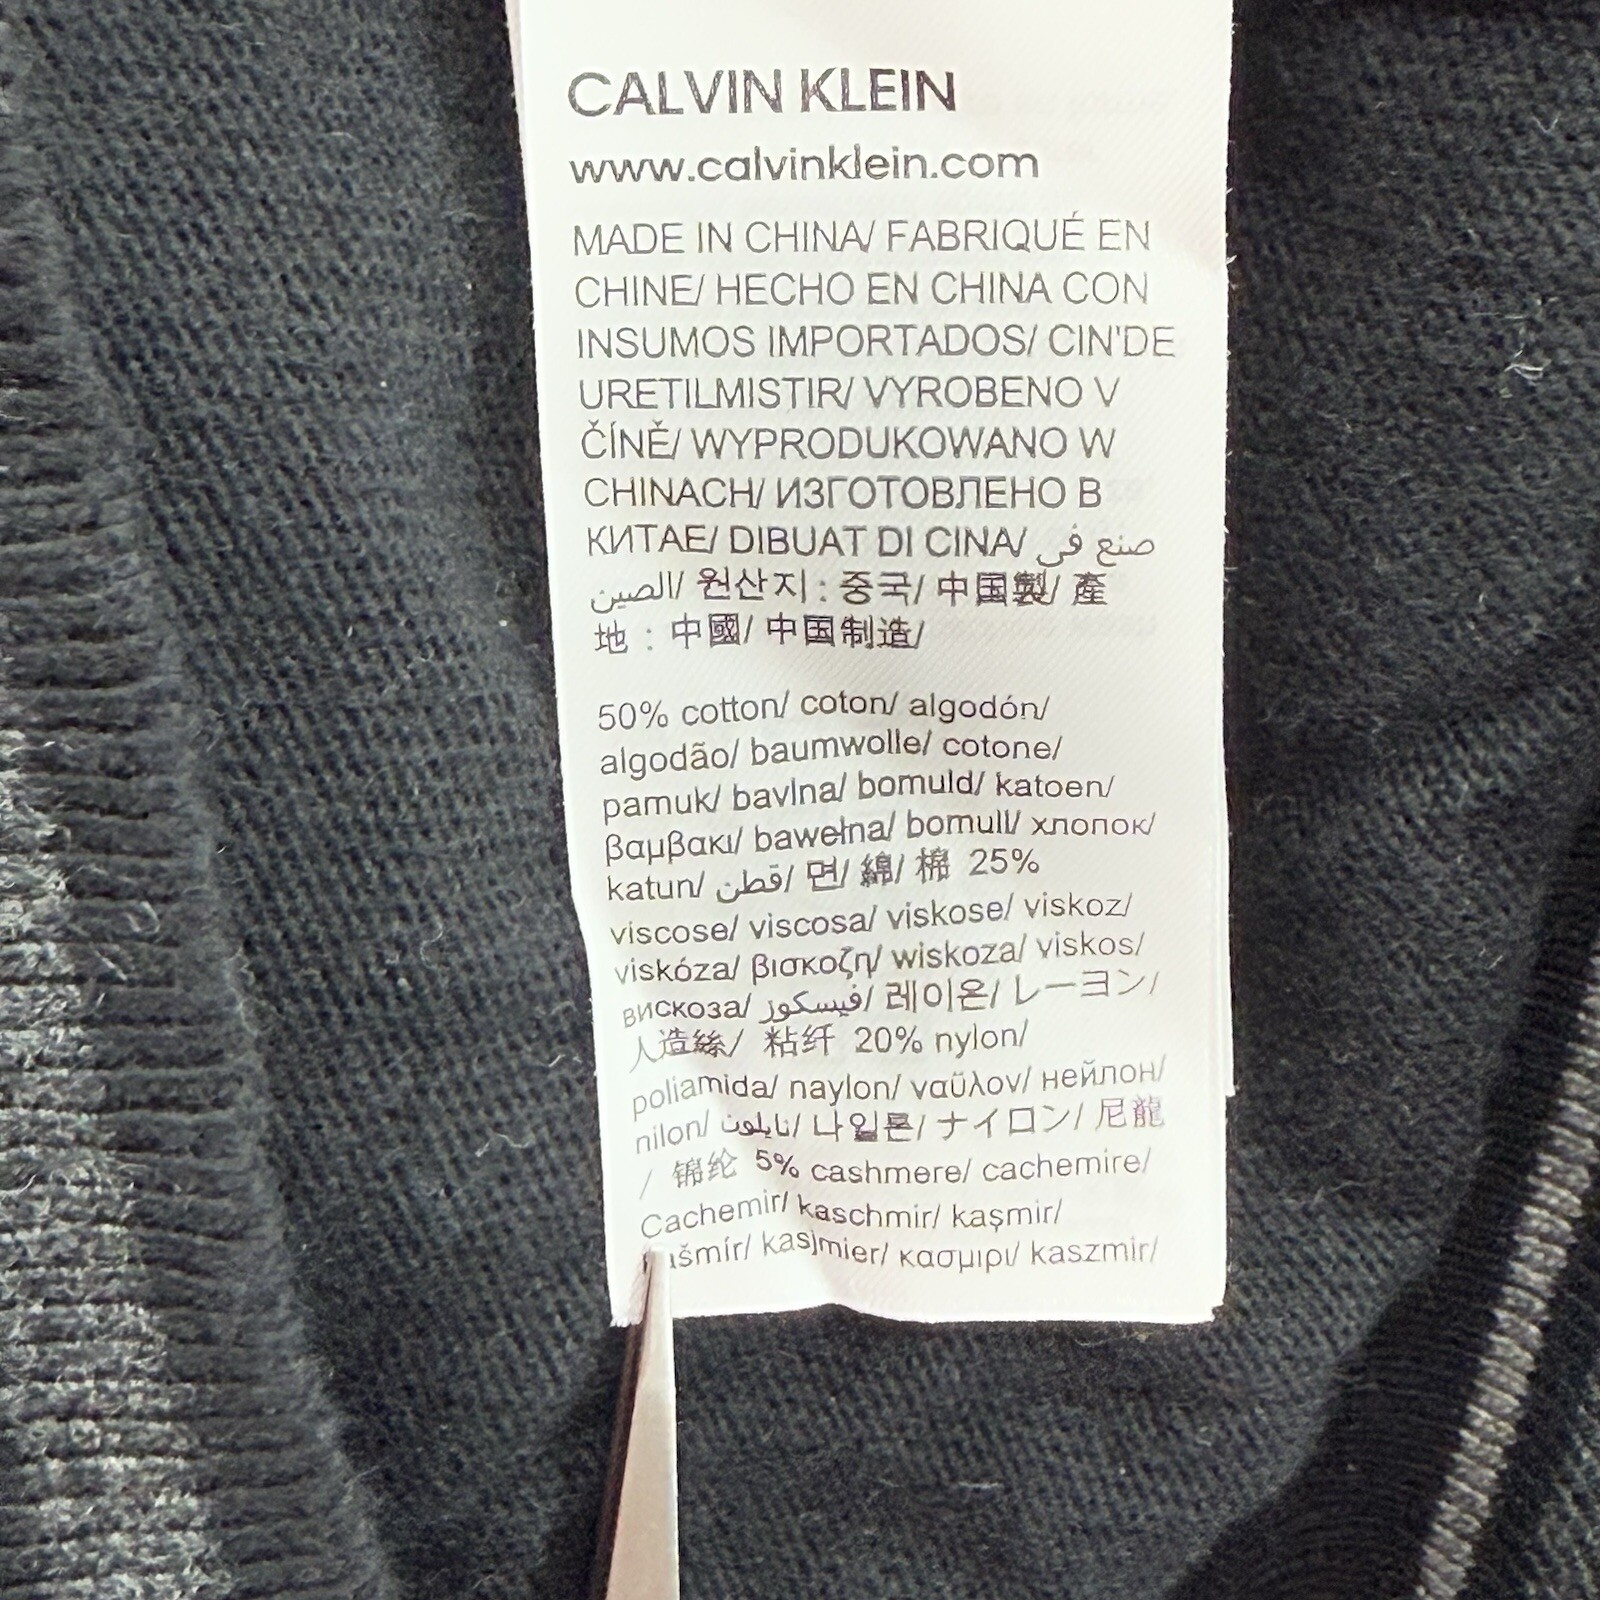 CALVIN KLEIN
www.calvinklein.com
MADE IN CHINA/ FABRIQUÉ EN
CHINE/ HECHO EN CHINA CON
INSUMOS IMPORTADOS/ CIN'DE
URETILMISTIR/ VYROBENO V
ČÍNĚ/ WYPRODUKOWANO W
CHINACH/ ИЗГОТОВЛЕНО В
КИТАЕ/ DIBUAT DI CINA/ صنع في
الصين/ 원산지 : 중국/ 中国製/ 產
地 : 中國/ 中国制造/
50% cotton/ coton/ algodón/
algodão/ baumwolle/ cotone/
pamuk/ bavlna/ bomuld/ katoen/
βαμβακι/ bawełna/ bomull/ хлопок/
katun/ قطن/ 면/ 綿/ 棉 25%
viscose/ viscosa/ viskose/ viskoz/
viskóza/ βισκοζη/ wiskoza/ viskos/
вискоза/ فيسكوز/ 레이온/ レーヨン/
人造絲/ 粘纤 20% nylon/
poliamida/ naylon/ ναϋλον/ нейлон/
nilon/ نايلون/ 나일론/ ナイロン/ 尼龍
/ 锦纶 5% cashmere/ cachemire/
Cachemir/ kaschmir/ kaşmir/
ašmír/ kasjmier/ κασμιρι/ kaszmir/